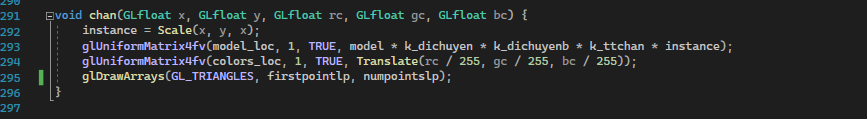 290
291 void chan(GLfloat x, GLfloat y, GLfloat rc, GLfloat gc, GLfloat bc) {
292 instance = Scale(x, y, x);
293 glUniformMatrix4fv(model_loc, 1, TRUE, model * k_dichuyen * k_dichuyenb * k_ttchan * instance);
294 glUniformMatrix4fv(colors_loc, 1, TRUE, Translate(rc / 255, gc / 255, bc / 255));
295 glDrawArrays(GL_TRIANGLES, firstpointlp, numpointslp);
296 }
297